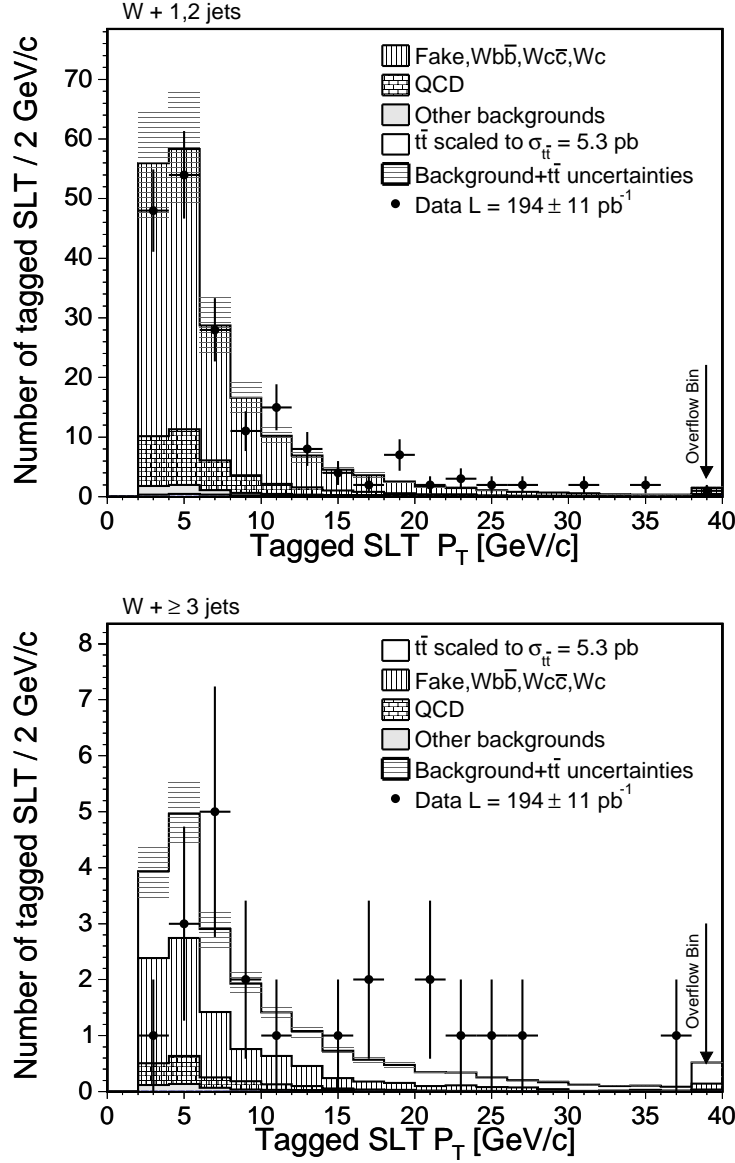 W + 1,2 jets
Number of tagged SLT / 2 GeV/c
70
60
50
40
30
20
10
0
Fake,Wbb̅,Wcc̅,Wc
QCD
Other backgrounds
tt̅ scaled to σ_tt̅ = 5.3 pb
Background+tt̅ uncertainties
Data L = 194 ± 11 pb⁻¹
Overflow Bin
0 5 10 15 20 25 30 35 40
Tagged SLT P_T [GeV/c]
W + ≥ 3 jets
Number of tagged SLT / 2 GeV/c
8
7
6
5
4
3
2
1
0
tt̅ scaled to σ_tt̅ = 5.3 pb
Fake,Wbb̅,Wcc̅,Wc
QCD
Other backgrounds
Background+tt̅ uncertainties
Data L = 194 ± 11 pb⁻¹
Overflow Bin
0 5 10 15 20 25 30 35 40
Tagged SLT P_T [GeV/c]